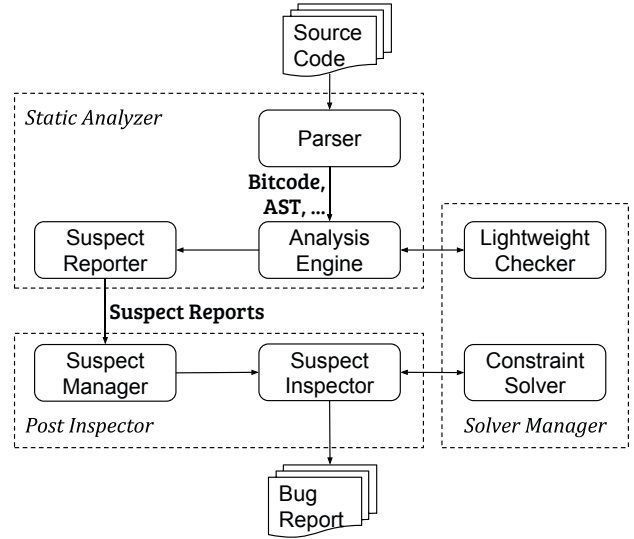 Source
Code
Static Analyzer
Parser
Bitcode,
AST, ...
Suspect
Reporter
Analysis
Engine
Lightweight
Checker
Suspect Reports
Suspect
Manager
Suspect
Inspector
Constraint
Solver
Post Inspector
Solver Manager
Bug
Report